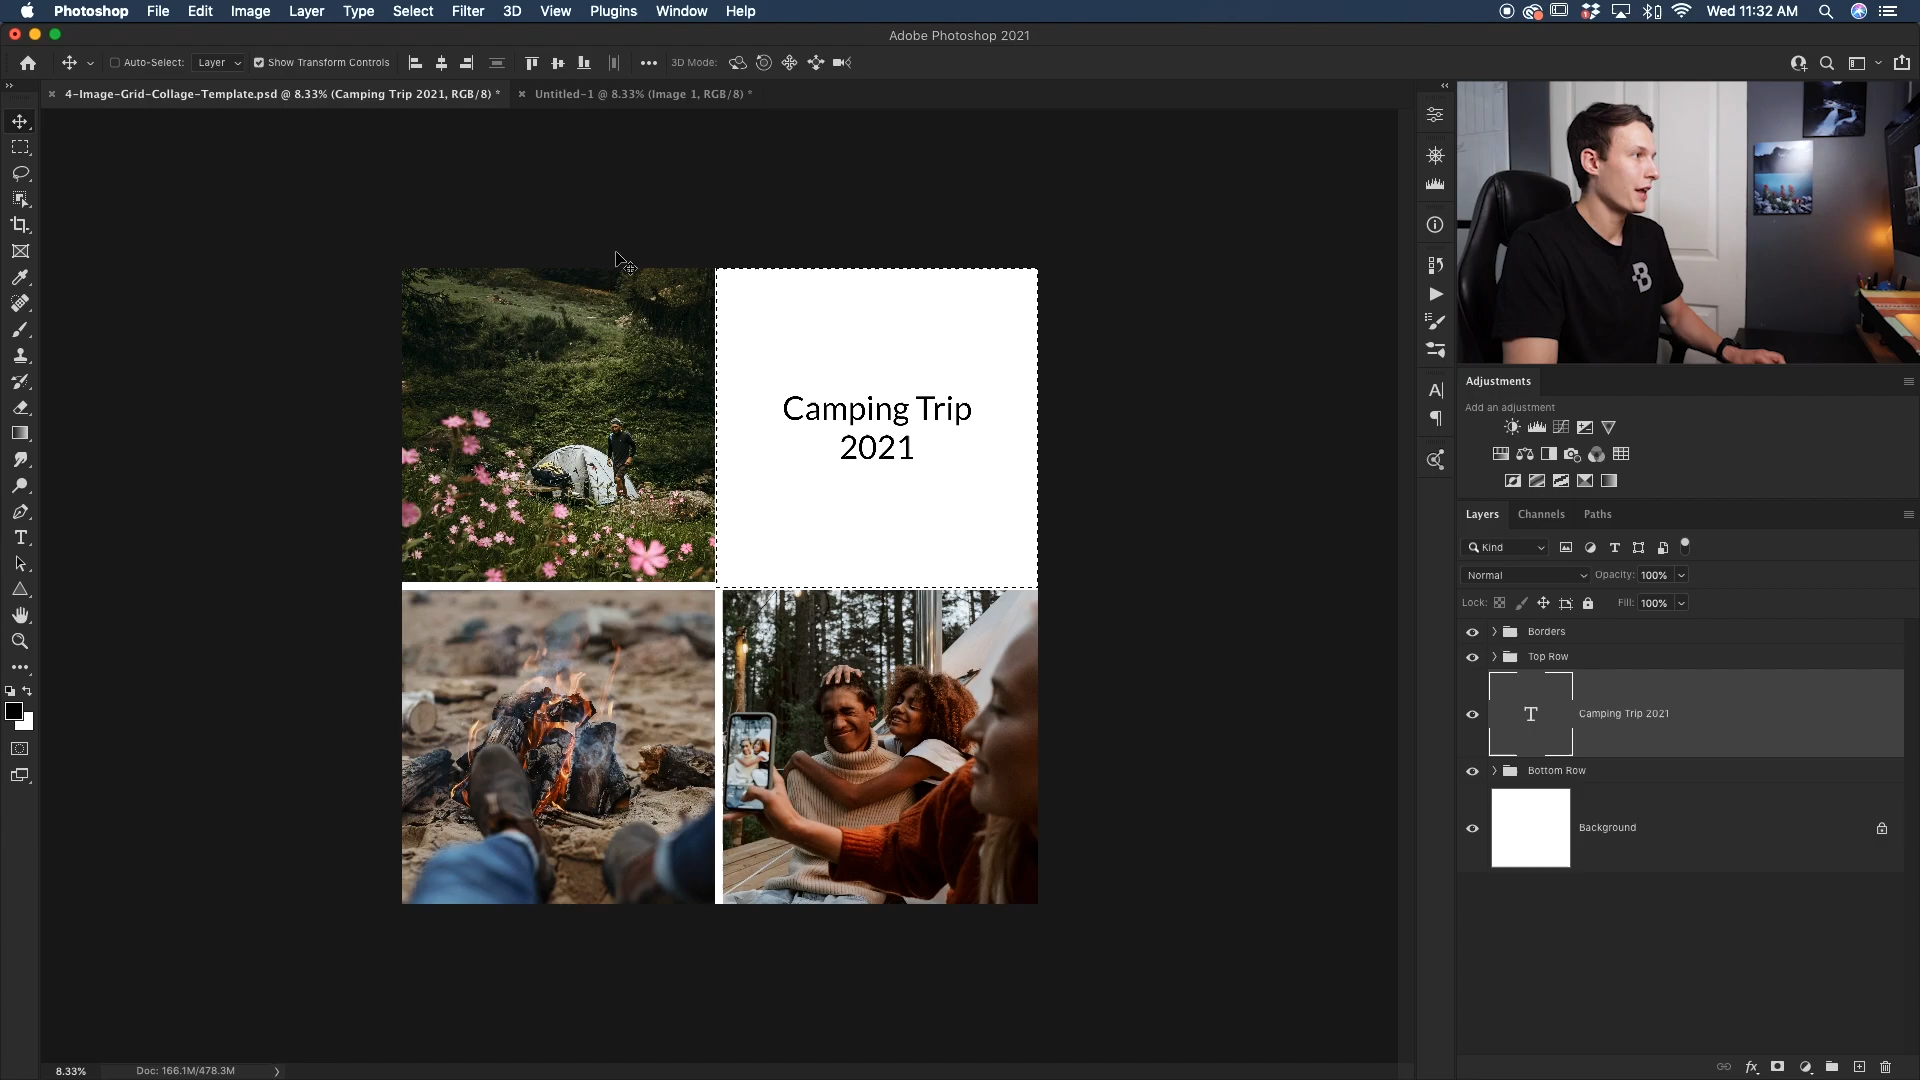 Photoshop File Edit Image Layer Type Select Filter 3D View Plugins Window Help
Wed 11:32 AM
Adobe Photoshop 2021
Auto-Select: Layer Show Transform Controls 3D Mode:
4-Image-Grid-Collage-Template.psd @ 8.33% (Camping Trip 2021, RGB/8) *
Untitled-1 @ 8.33% (Image 1, RGB/8) *
Camping Trip
2021
B
Adjustments
Add an adjustment
Layers Channels Paths
Kind
Normal Opacity: 100%
Lock: Fill: 100%
Borders
Top Row
T Camping Trip 2021
Bottom Row
Background
8.33% Doc: 166.1M/478.3M